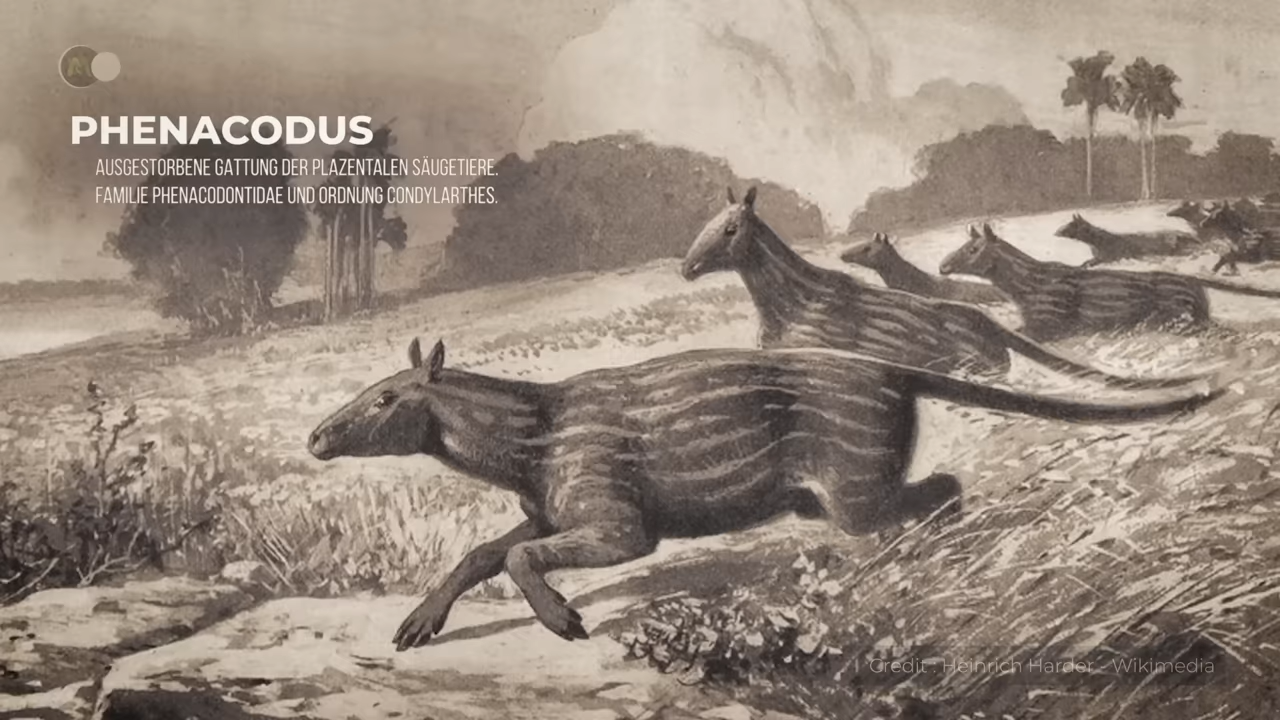 PHENACODUS
AUSGESTORBENE GATTUNG DER PLAZENTALEN SÄUGETIERE.
FAMILIE PHENACODONTIDAE UND ORDNUNG CONDYLARTHES.
Credit : Heinrich Harder - Wikimedia